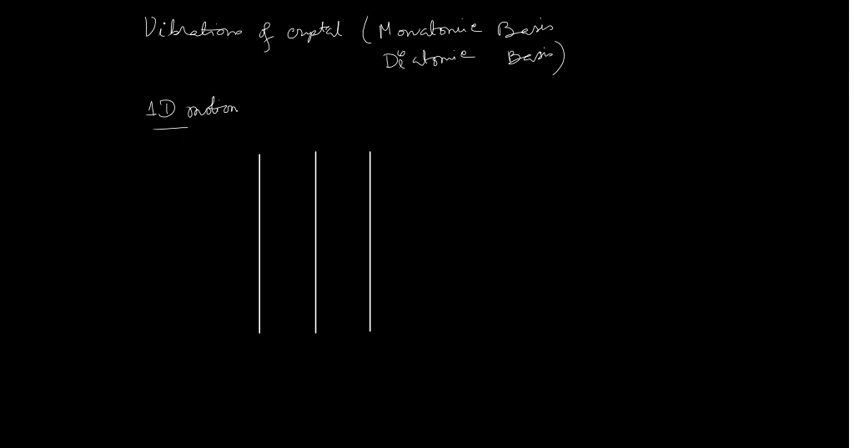 Vibrations of crystal (Monatomic Basis
Diatomic Basis)
1D motion